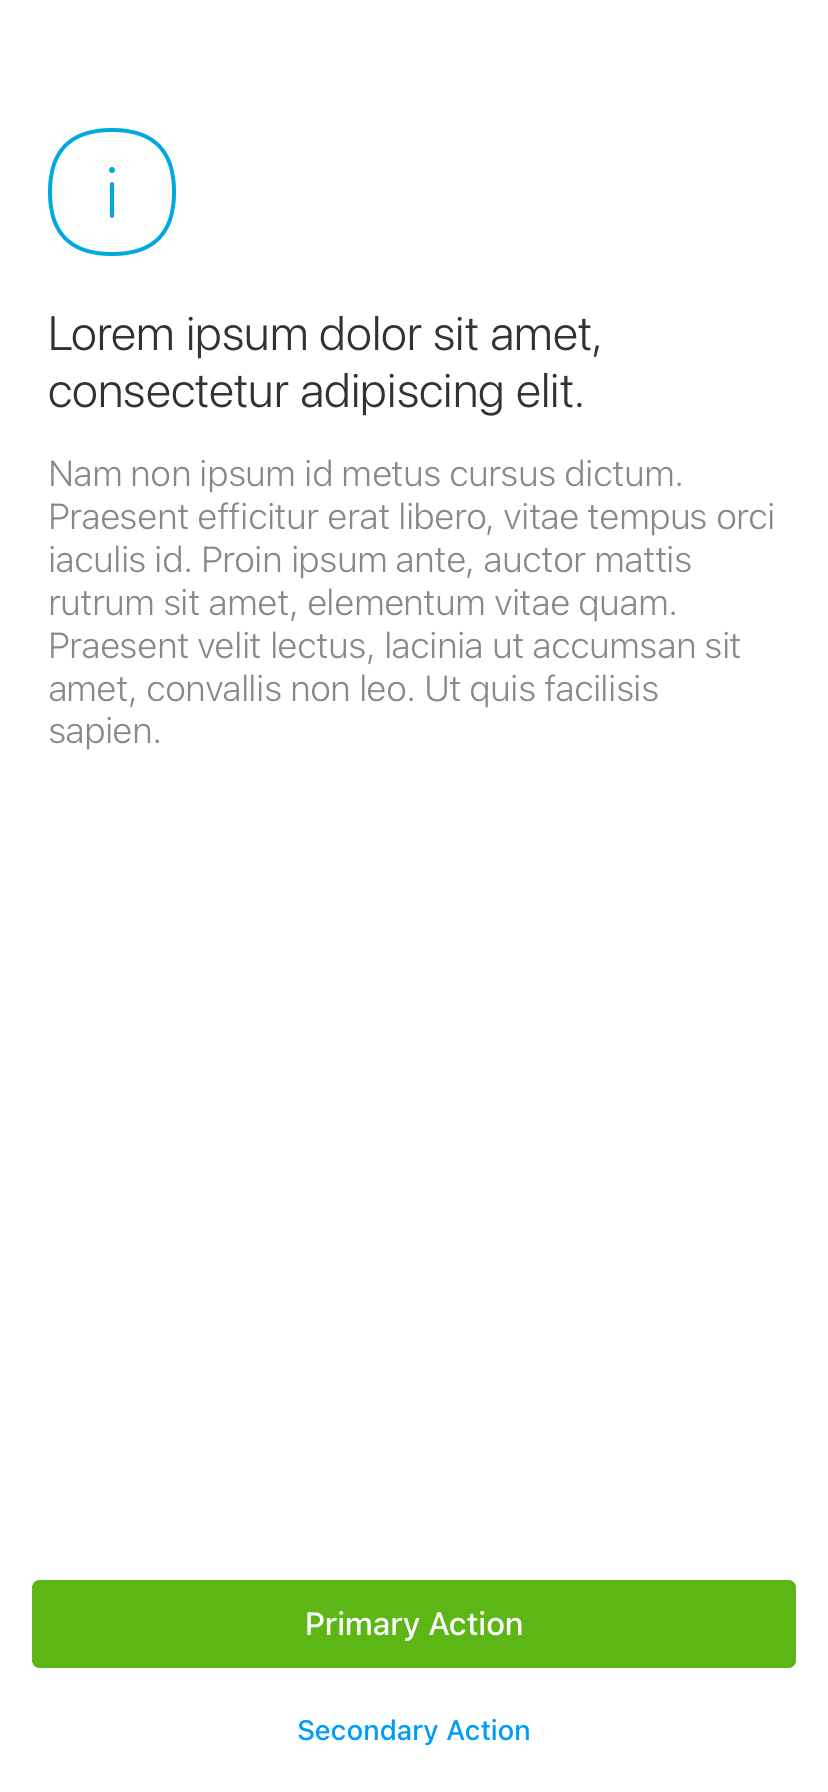 i
Lorem ipsum dolor sit amet,
consectetur adipiscing elit.
Nam non ipsum id metus cursus dictum.
Praesent efficitur erat libero, vitae tempus orci
iaculis id. Proin ipsum ante, auctor mattis
rutrum sit amet, elementum vitae quam.
Praesent velit lectus, lacinia ut accumsan sit
amet, convallis non leo. Ut quis facilisis
sapien.
Primary Action
Secondary Action